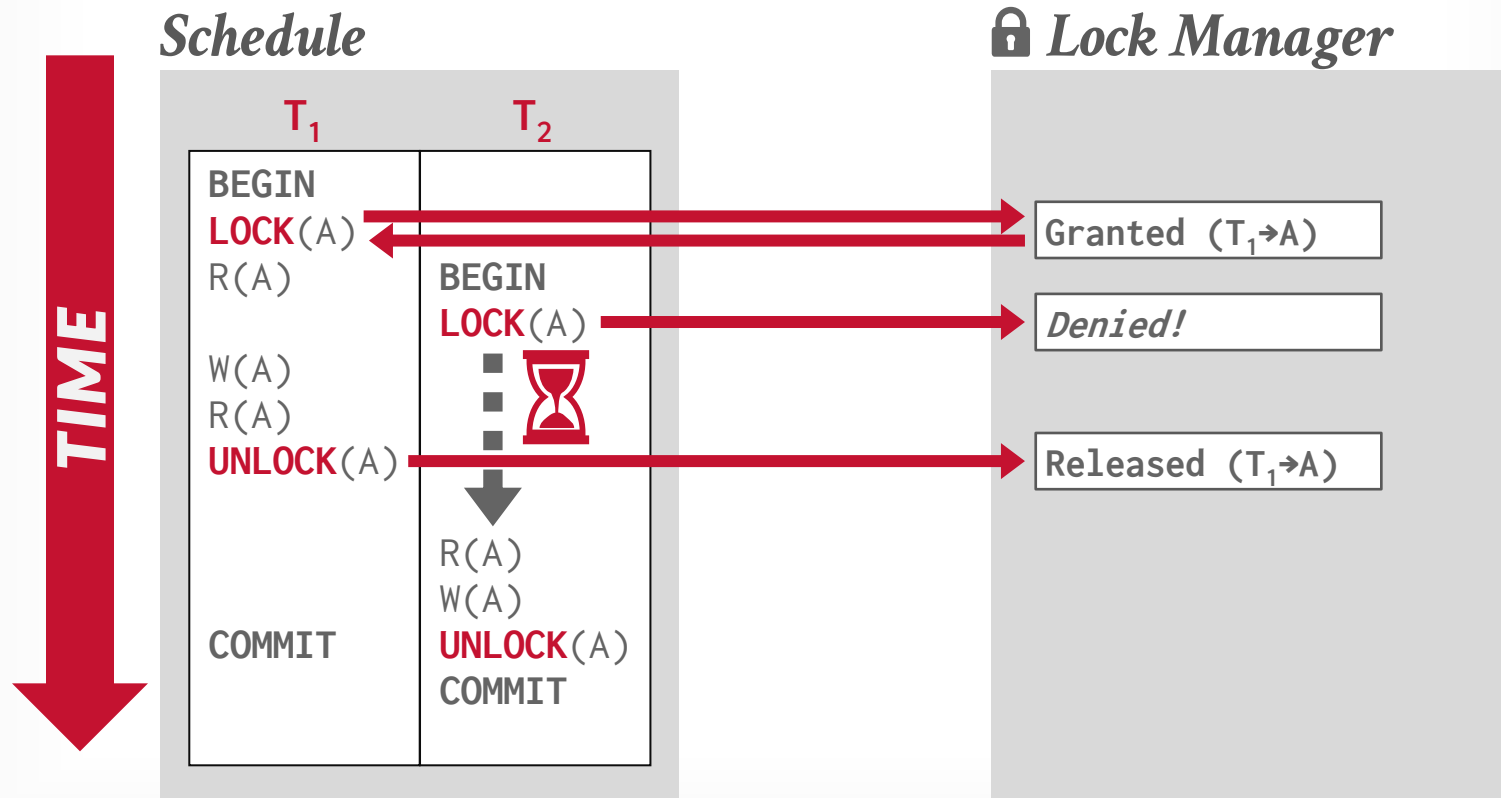 Schedule
Lock Manager
TIME
T₁ T₂
BEGIN
LOCK(A)
Granted (T₁→A)
R(A) BEGIN
LOCK(A)
Denied!
W(A)
R(A)
UNLOCK(A)
Released (T₁→A)
R(A)
W(A)
COMMIT UNLOCK(A)
COMMIT